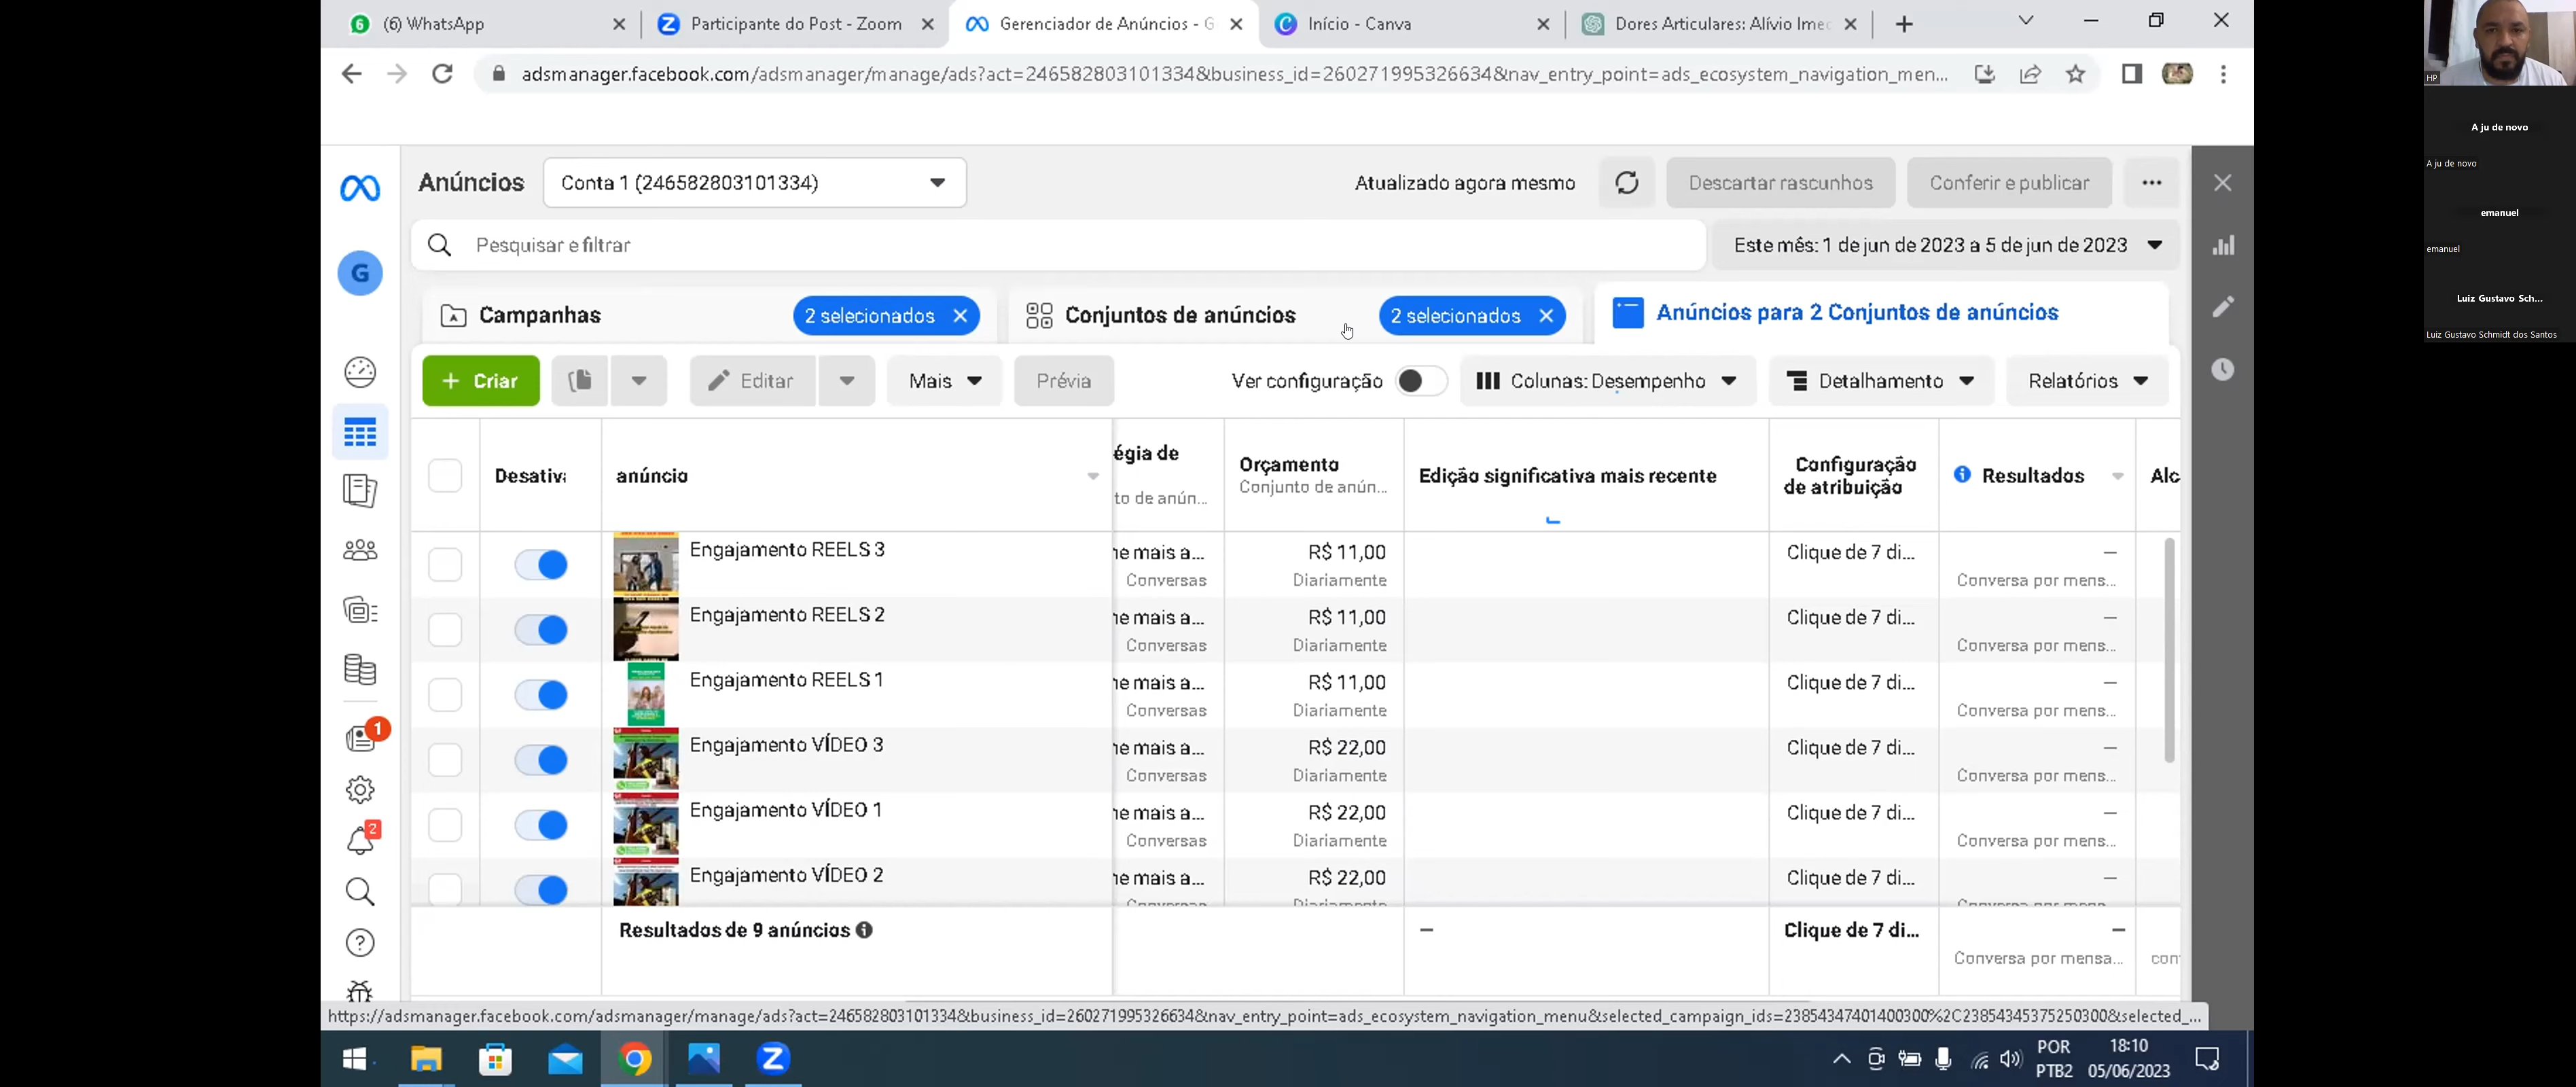 (6) WhatsApp
Participante do Post - Zoom
Gerenciador de Anúncios - G
Início - Canva
Dores Articulares: Alívio Imed
adsmanager.facebook.com/adsmanager/manage/ads?act=246582803101334&business_id=260271995326634&nav_entry_point=ads_ecosystem_navigation_men...
HP
A ju de novo
A ju de novo
emanuel
emanuel
Luiz Gustavo Sch...
Luiz Gustavo Schmidt dos Santos
Anúncios
Conta 1 (246582803101334)
Atualizado agora mesmo
Descartar rascunhos
Conferir e publicar
Pesquisar e filtrar
Este mês: 1 de jun de 2023 a 5 de jun de 2023
G
Campanhas
2 selecionados
Conjuntos de anúncios
2 selecionados
Anúncios para 2 Conjuntos de anúncios
+ Criar
Editar
Mais
Prévia
Ver configuração
Colunas: Desempenho
Detalhamento
Relatórios
Desativ
anúncio
égia de
to de anún...
Orçamento
Conjunto de anún...
Edição significativa mais recente
Configuração
de atribuição
Resultados
Alc
Engajamento REELS 3
ne mais a...
Conversas
R$ 11,00
Diariamente
Clique de 7 di...
—
Conversa por mens...
Engajamento REELS 2
ne mais a...
Conversas
R$ 11,00
Diariamente
Clique de 7 di...
—
Conversa por mens...
Engajamento REELS 1
ne mais a...
Conversas
R$ 11,00
Diariamente
Clique de 7 di...
—
Conversa por mens...
Engajamento VÍDEO 3
ne mais a...
Conversas
R$ 22,00
Diariamente
Clique de 7 di...
—
Conversa por mens...
Engajamento VÍDEO 1
ne mais a...
Conversas
R$ 22,00
Diariamente
Clique de 7 di...
—
Conversa por mens...
Engajamento VÍDEO 2
ne mais a...
Conversas
R$ 22,00
Diariamente
Clique de 7 di...
—
Conversa por mens...
Resultados de 9 anúncios
—
Clique de 7 di...
—
Conversa por mensa...
con
1
2
https://adsmanager.facebook.com/adsmanager/manage/ads?act=246582803101334&business_id=260271995326634&nav_entry_point=ads_ecosystem_navigation_menu&selected_campaign_ids=23854347401400300%2C23854345375250300&selected_...
POR
PTB2
18:10
05/06/2023